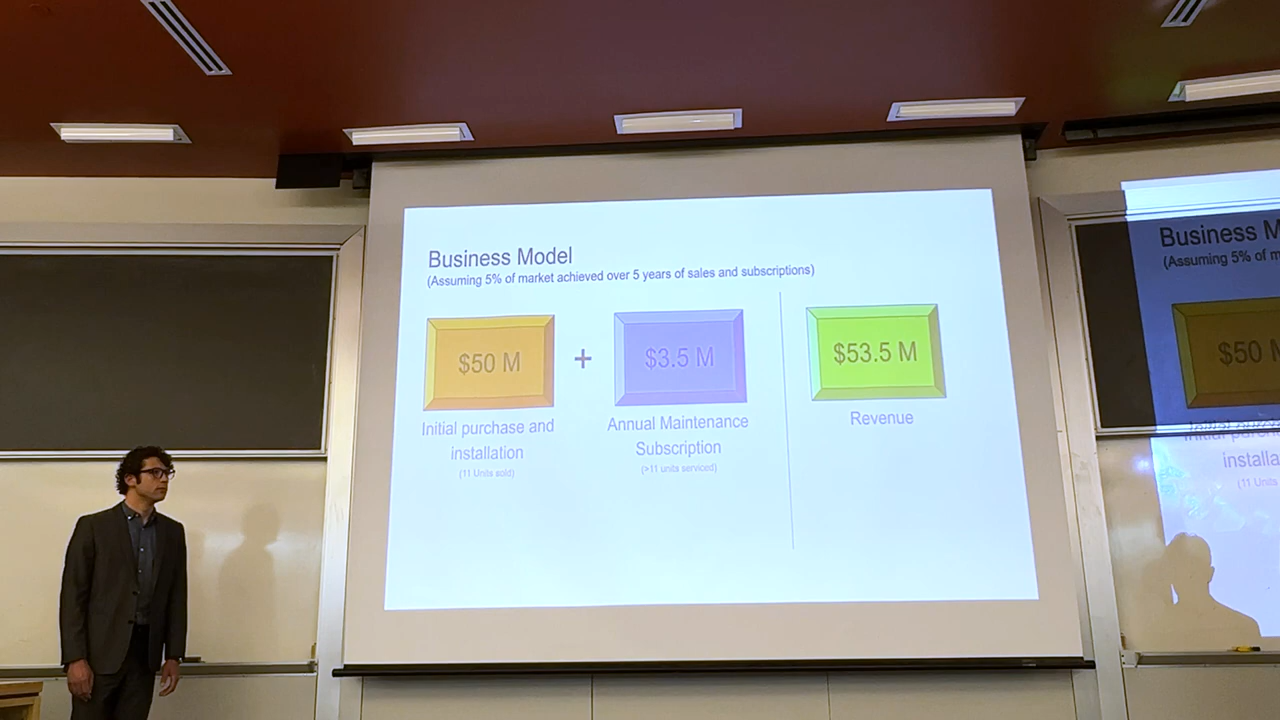 Business Model
(Assuming 5% of market achieved over 5 years of sales and subscriptions)
$50 M
+
$3.5 M
$53.5 M
Initial purchase and
installation
(11 Units sold)
Annual Maintenance
Subscription
(>11 units serviced)
Revenue
Business M
(Assuming 5% of m
$50 M
Initial purch
installa
(11 Units